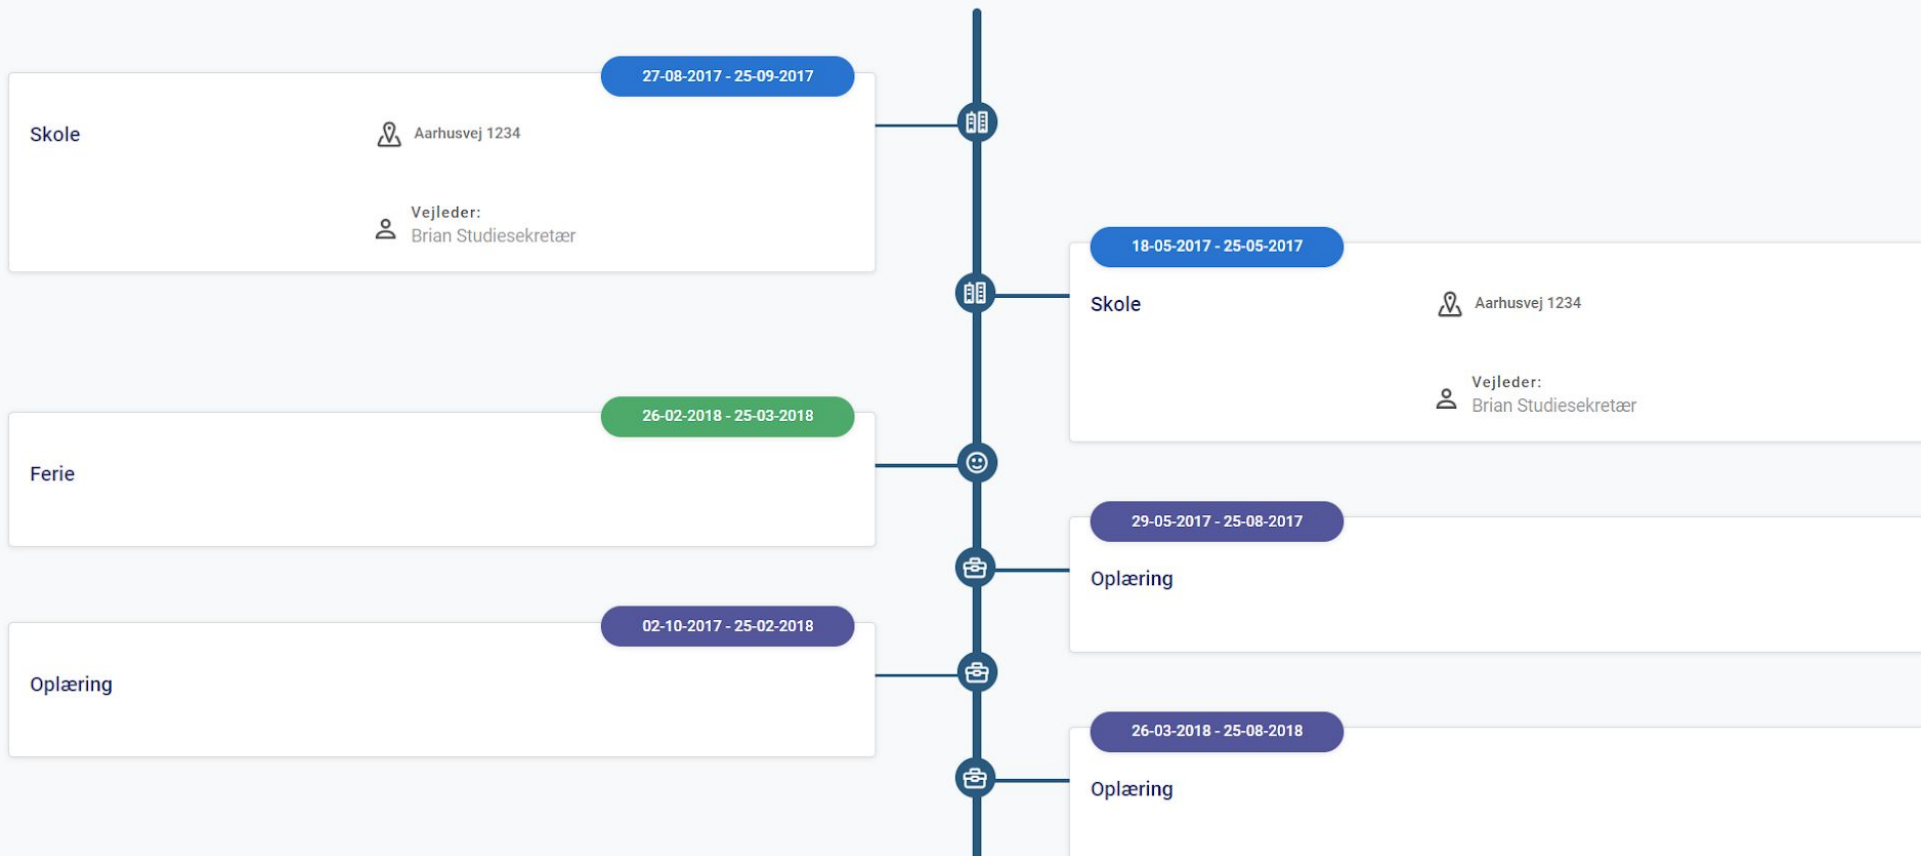 27-08-2017 - 25-09-2017
Skole
Aarhusvej 1234
Vejleder:
Brian Studiesekretær
18-05-2017 - 25-05-2017
Skole
Aarhusvej 1234
Vejleder:
Brian Studiesekretær
26-02-2018 - 25-03-2018
Ferie
29-05-2017 - 25-08-2017
Oplæring
02-10-2017 - 25-02-2018
Oplæring
26-03-2018 - 25-08-2018
Oplæring